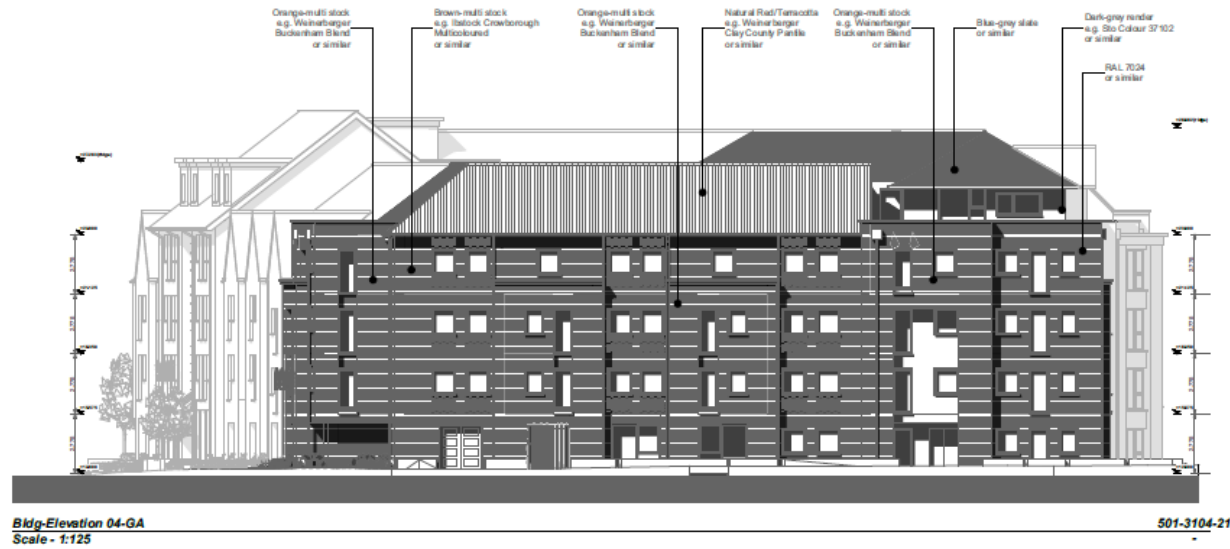 Orange-multi stock
e.g. Weinerberger
Buckenham Blend
or similar
Brown-multi stock
e.g. Ibstock Crowborough
Multicoloured
or similar
Orange-multi stock
e.g. Weinerberger
Buckenham Blend
or similar
Natural Red/Terracotta
e.g. Weinerberger
Clay County Pantile
or similar
Orange-multi stock
e.g. Weinerberger
Buckenham Blend
or similar
Blue-grey slate
or similar
Dark-grey render
e.g. Sto Colour 37102
or similar
RAL 7024
or similar
Bldg-Elevation 04-GA
501-3104-21
Scale - 1:125
-